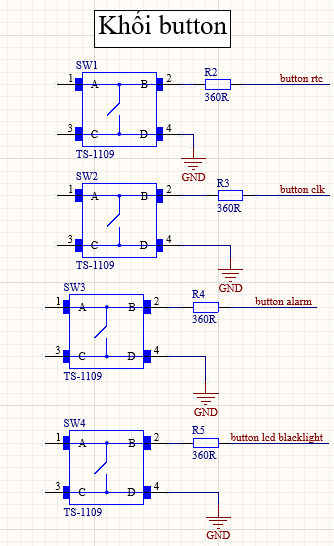 Khối button
SW1
1 A B 2 R2 button rtc
360R
3 C D 4
TS-1109
GND
SW2
1 A B 2 R3 button clk
360R
3 C D 4
TS-1109
GND
SW3
1 A B 2 R4 button alarm
360R
3 C D 4
TS-1109
GND
SW4
1 A B 2 R5 button lcd blacklight
360R
3 C D 4
TS-1109
GND